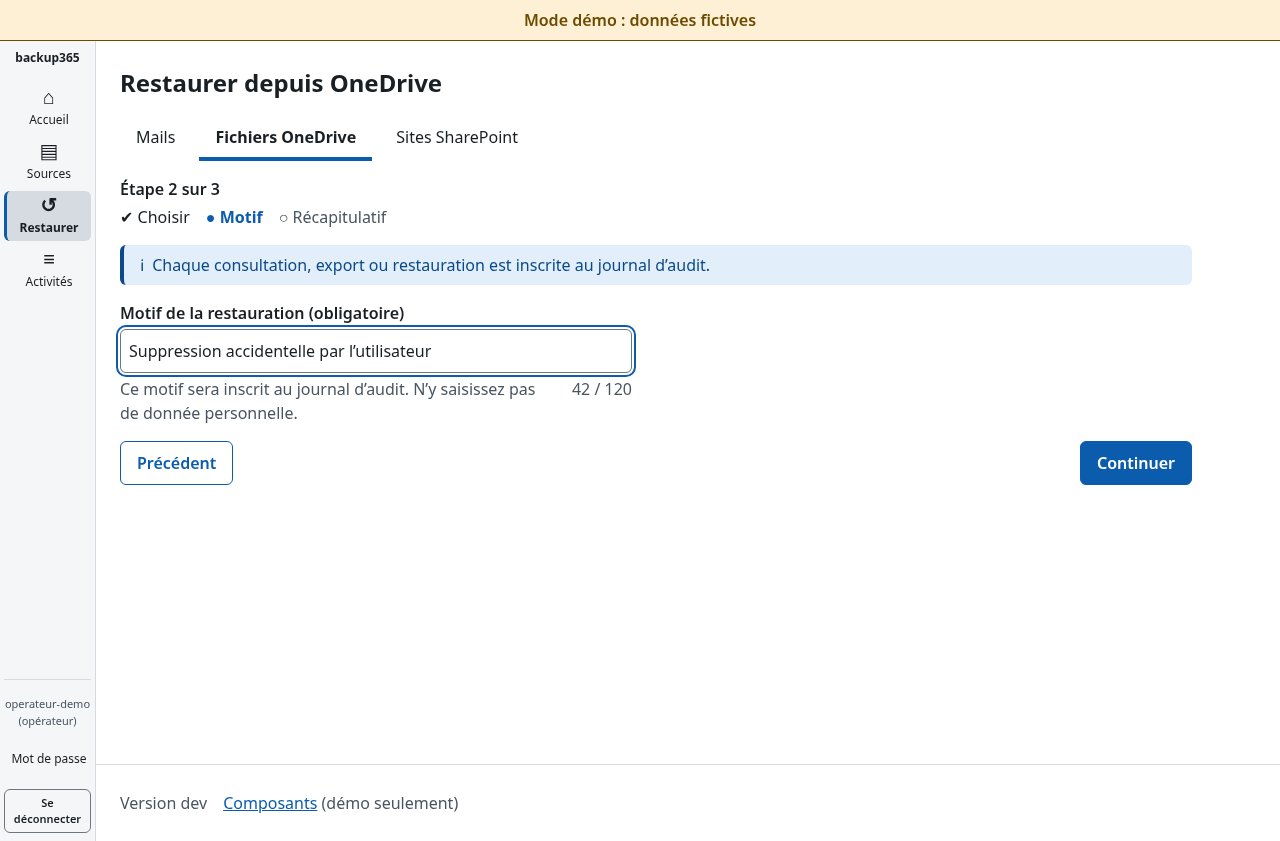 Mode démo : données fictives
backup365
Accueil
Sources
Restaurer
Activités
operateur-demo
(opérateur)
Mot de passe
Se
déconnecter
Restaurer depuis OneDrive
Mails Fichiers OneDrive Sites SharePoint
Étape 2 sur 3
✔ Choisir ● Motif ○ Récapitulatif
i Chaque consultation, export ou restauration est inscrite au journal d’audit.
Motif de la restauration (obligatoire)
Suppression accidentelle par l’utilisateur
Ce motif sera inscrit au journal d’audit. N’y saisissez pas 42 / 120
de donnée personnelle.
Précédent Continuer
Version dev Composants (démo seulement)